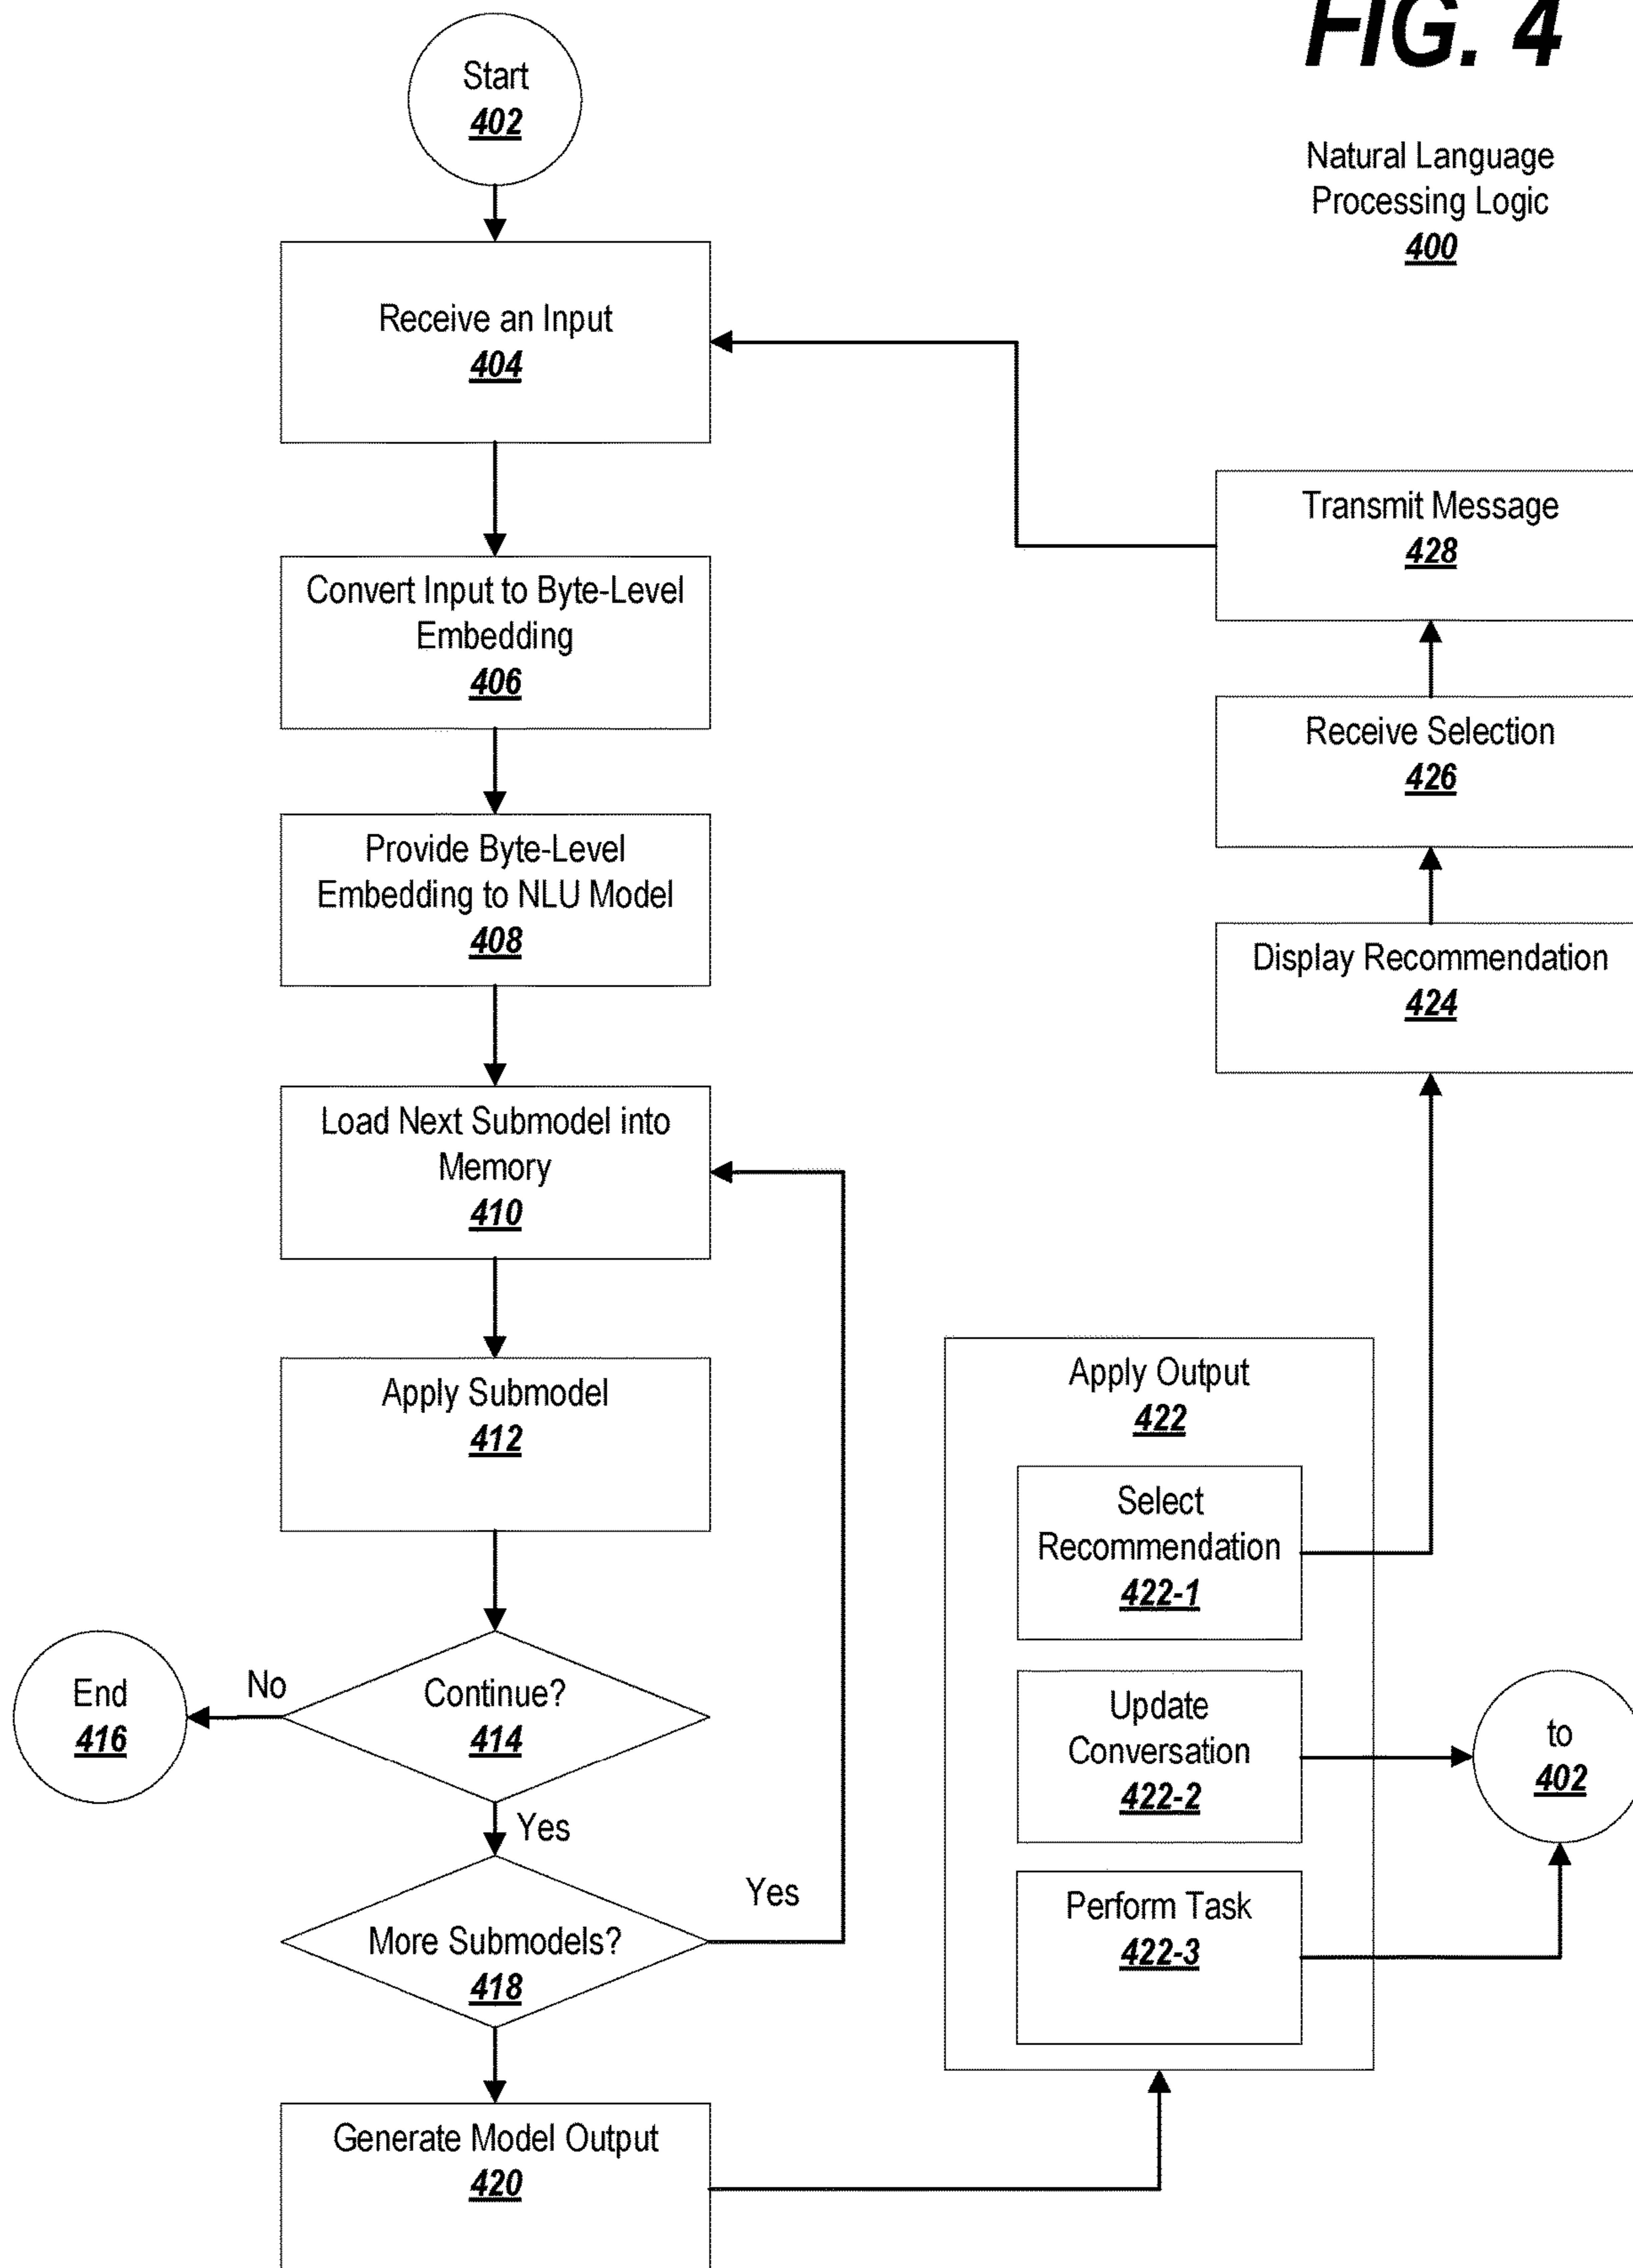 FIG. 4
Natural Language
Processing Logic
400
Start
402
Receive an Input
404
Convert Input to Byte-Level
Embedding
406
Provide Byte-Level
Embedding to NLU Model
408
Load Next Submodel into
Memory
410
Apply Submodel
412
Continue?
414
No
End
416
Yes
More Submodels?
418
Yes
Generate Model Output
420
Apply Output
422
Select
Recommendation
422-1
Update
Conversation
422-2
Perform Task
422-3
to
402
Display Recommendation
424
Receive Selection
426
Transmit Message
428